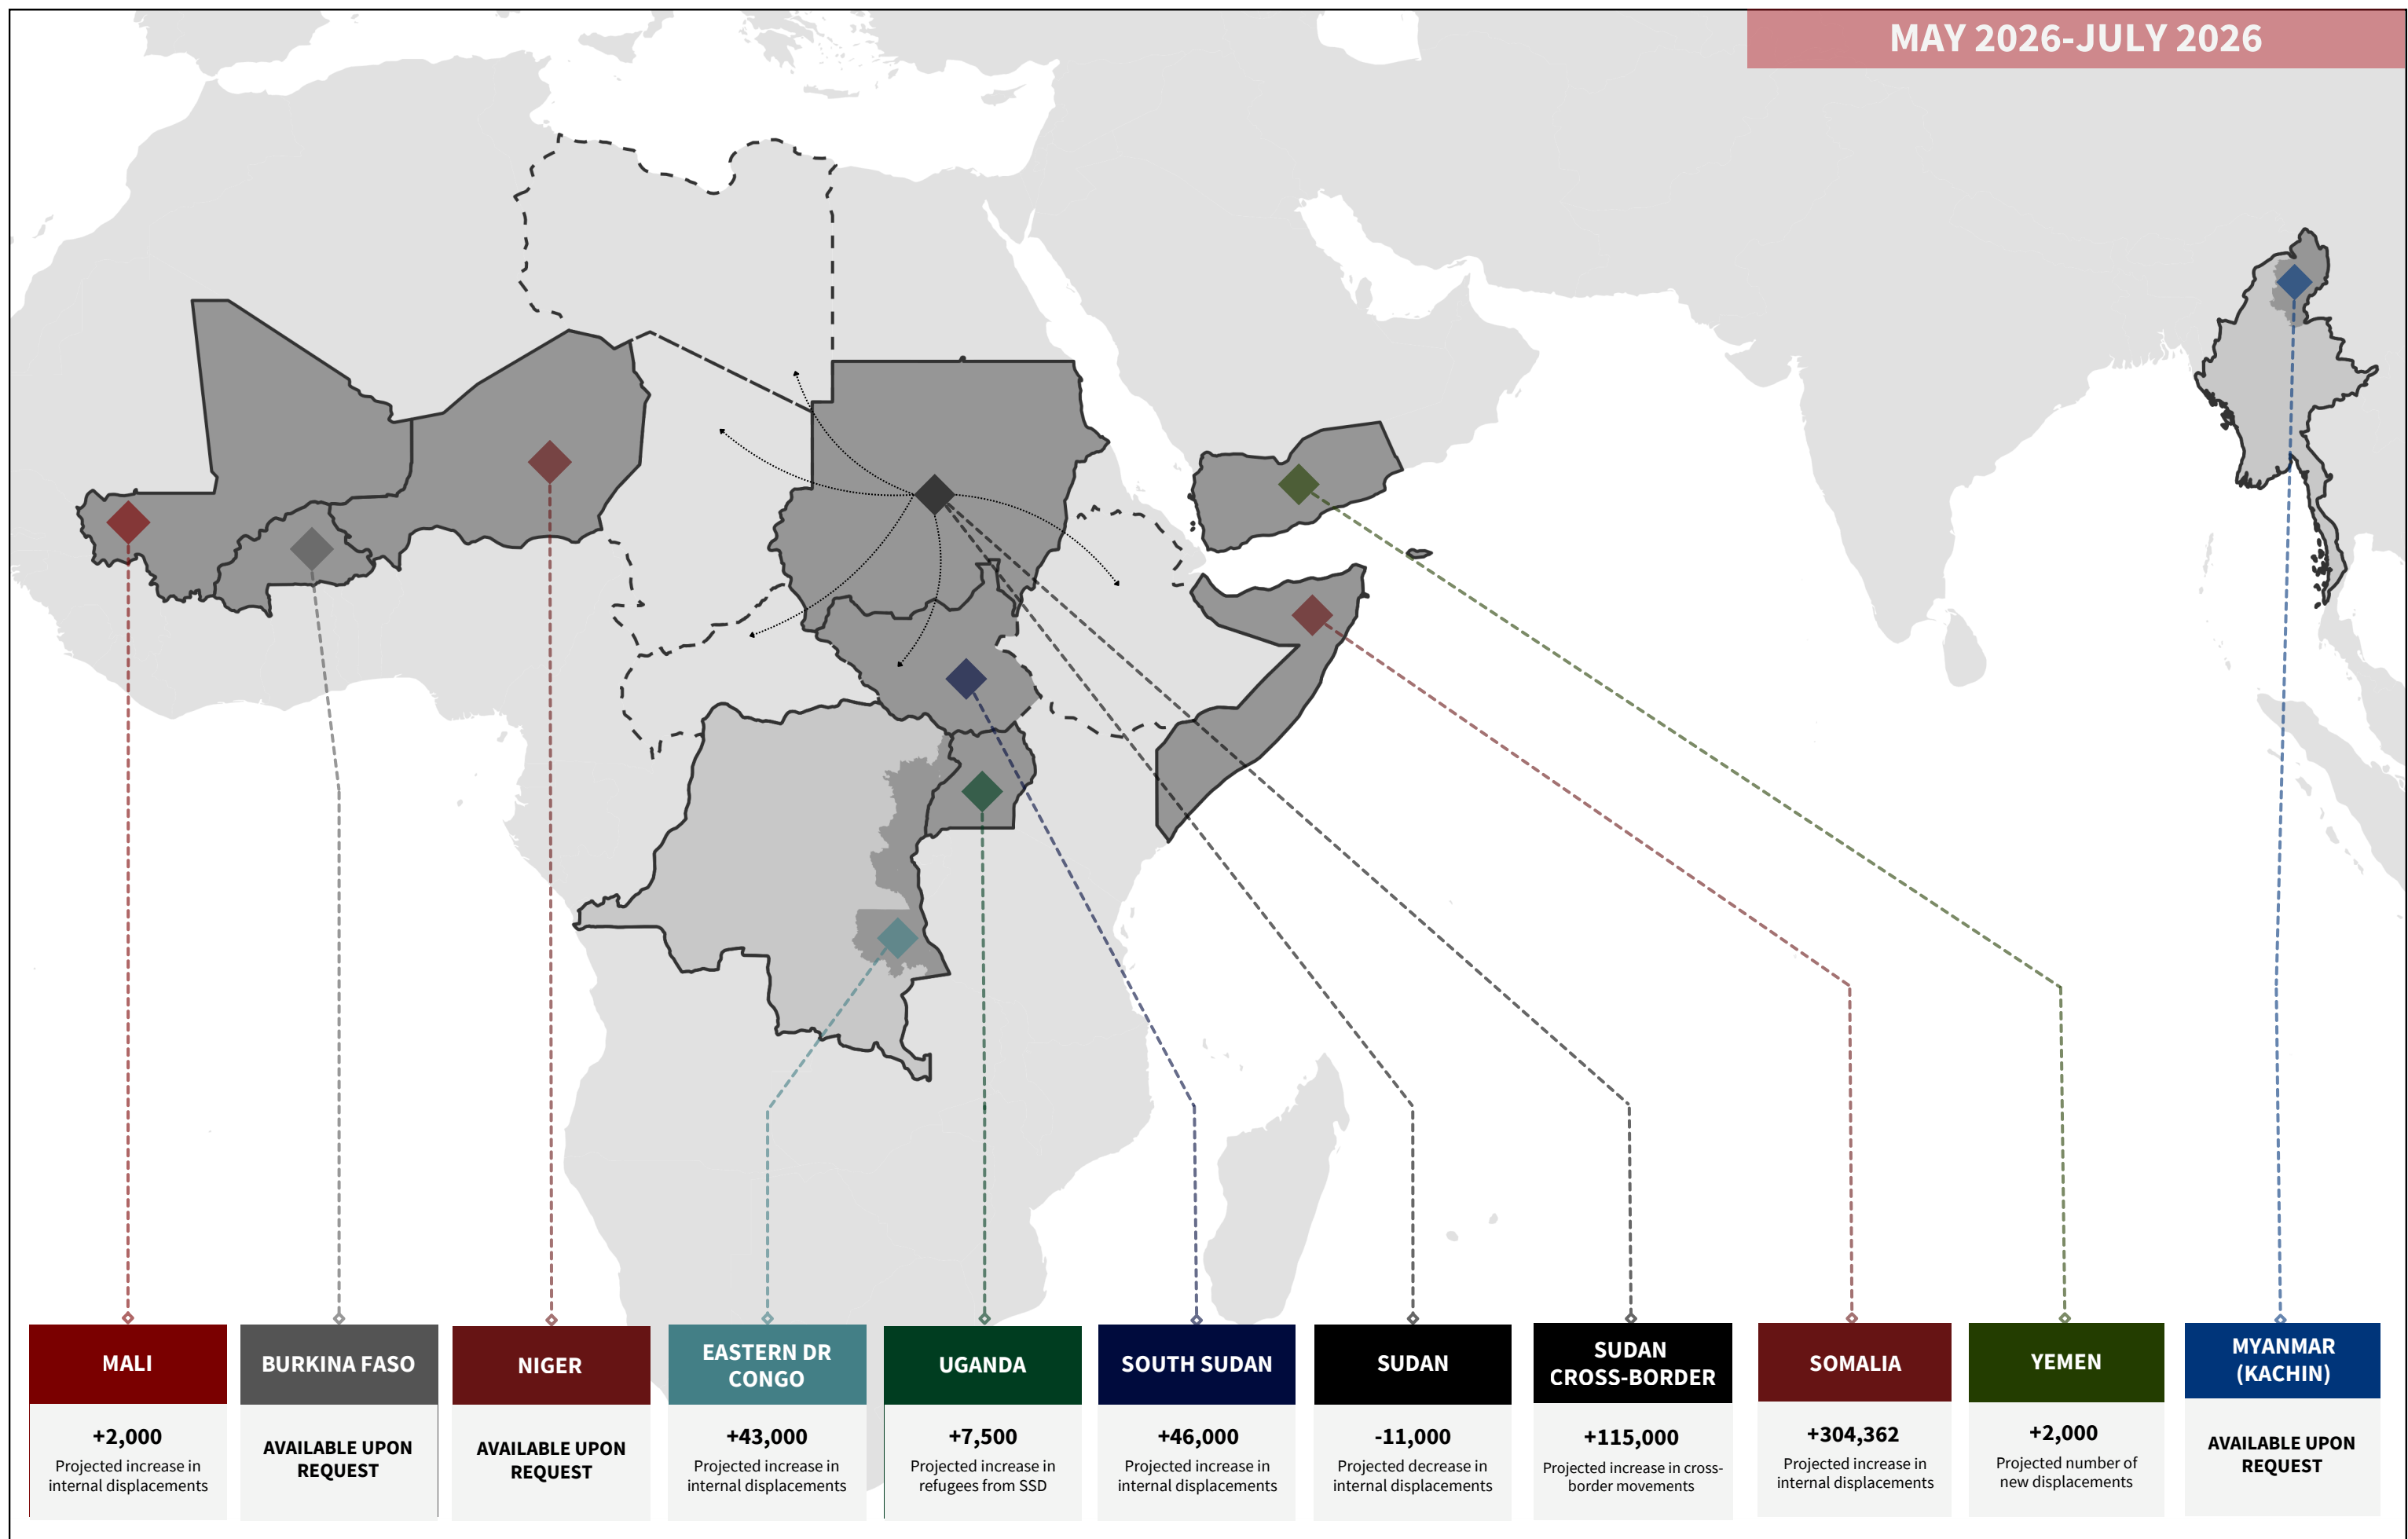 MAY 2026-JULY 2026
MALI
+2,000
Projected increase in
internal displacements
BURKINA FASO
AVAILABLE UPON
REQUEST
NIGER
AVAILABLE UPON
REQUEST
EASTERN DR
CONGO
+43,000
Projected increase in
internal displacements
UGANDA
+7,500
Projected increase in
refugees from SSD
SOUTH SUDAN
+46,000
Projected increase in
internal displacements
SUDAN
-11,000
Projected decrease in
internal displacements
SUDAN
CROSS-BORDER
+115,000
Projected increase in cross-
border movements
SOMALIA
+304,362
Projected increase in
internal displacements
YEMEN
+2,000
Projected number of
new displacements
MYANMAR
(KACHIN)
AVAILABLE UPON
REQUEST